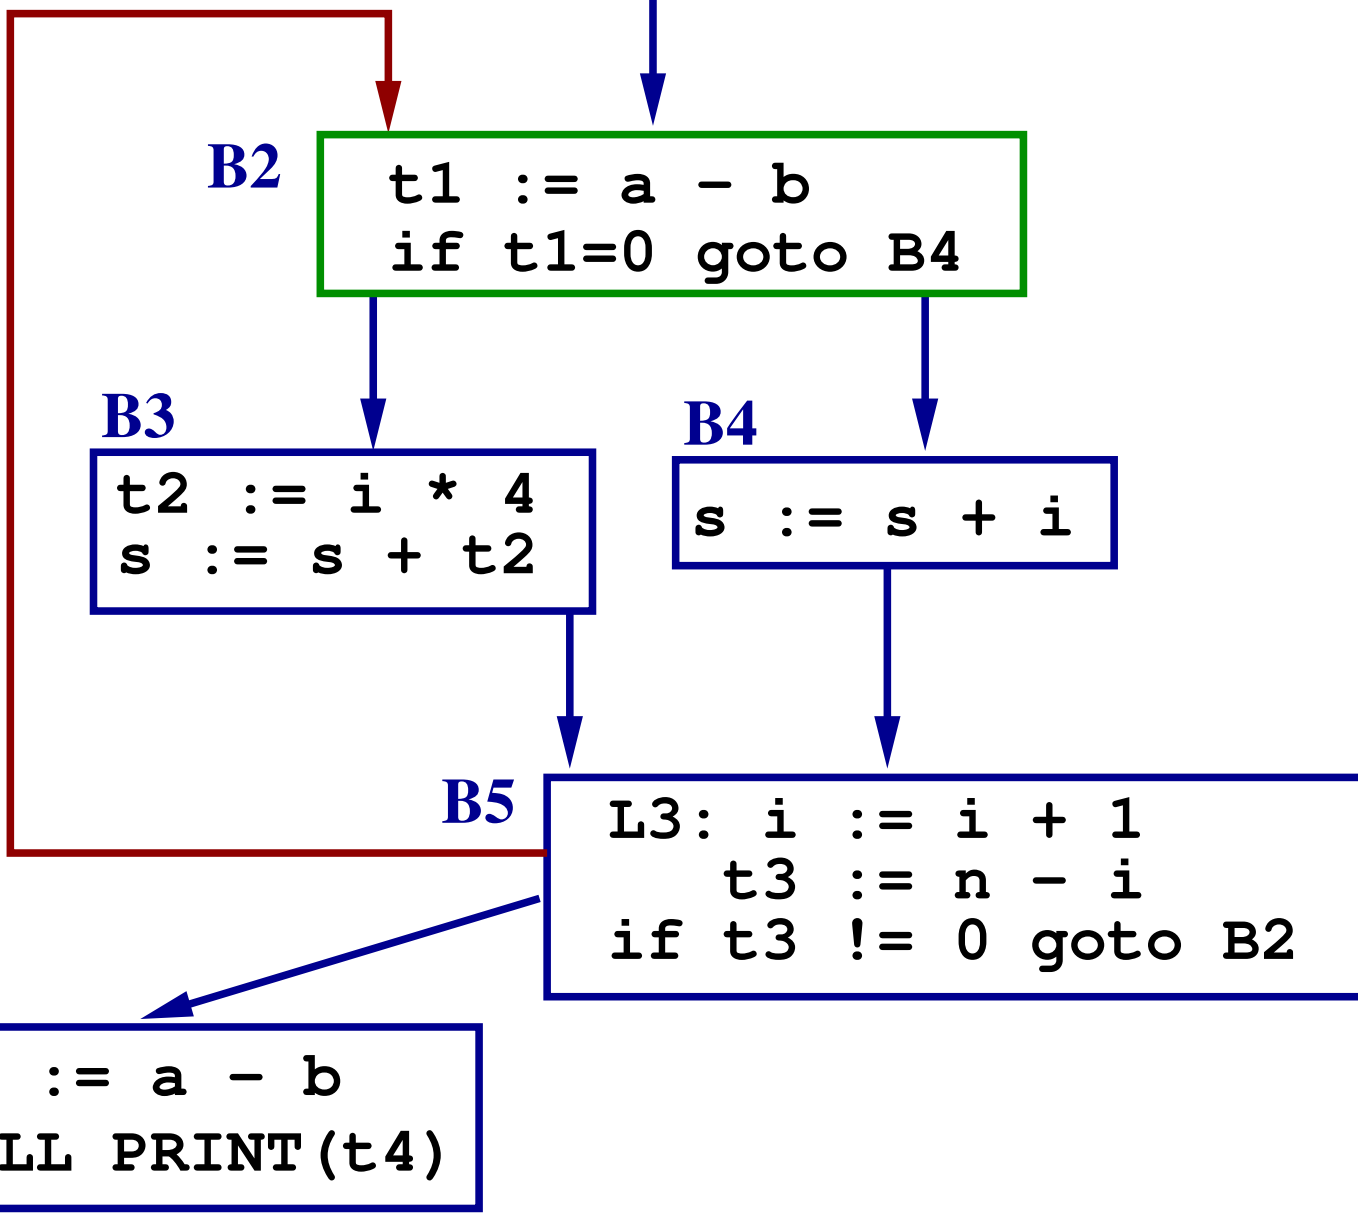 B2
t1 := a - b
if t1=0 goto B4
B3
t2 := i * 4
s := s + t2
B4
s := s + i
B5
L3: i := i + 1
t3 := n - i
if t3 != 0 goto B2
:= a - b
LL PRINT(t4)